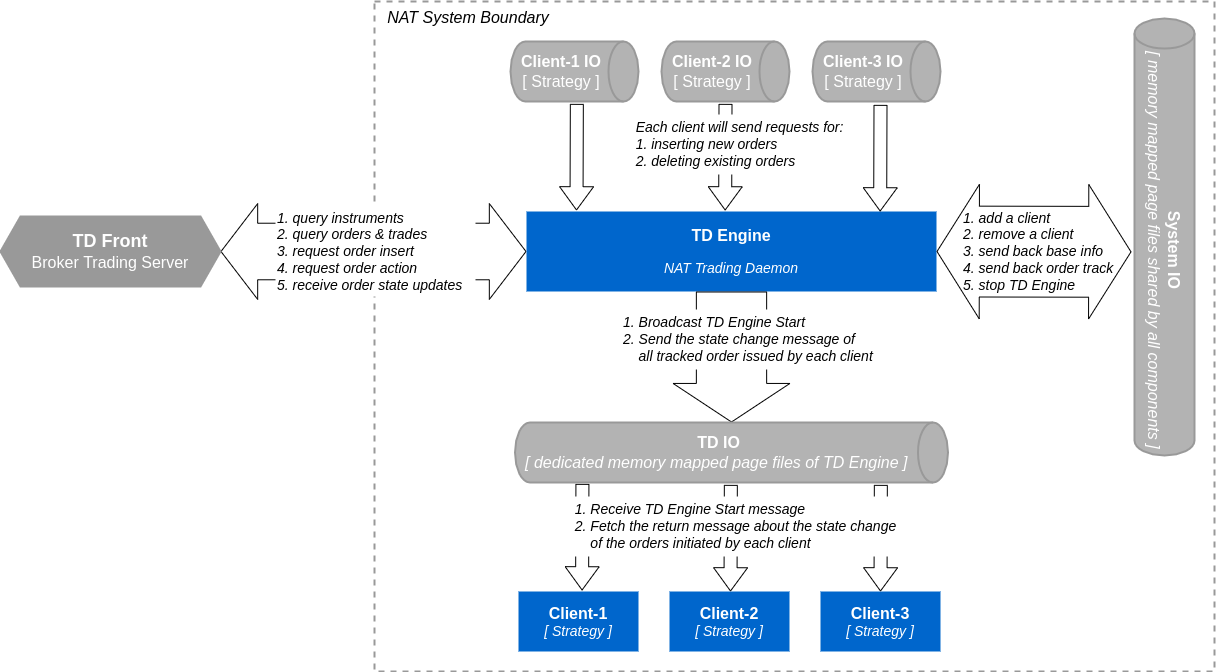 NAT System Boundary
Client-1 IO
[ Strategy ]
Client-2 IO
[ Strategy ]
Client-3 IO
[ Strategy ]
Each client will send requests for:
1. inserting new orders
2. deleting existing orders
TD Front
Broker Trading Server
1. query instruments
2. query orders & trades
3. request order insert
4. request order action
5. receive order state updates
TD Engine
NAT Trading Daemon
1. add a client
2. remove a client
3. send back base info
4. send back order track
5. stop TD Engine
System IO
[ memory mapped page files shared by all components ]
1. Broadcast TD Engine Start
2. Send the state change message of
all tracked order issued by each client
TD IO
[ dedicated memory mapped page files of TD Engine ]
1. Receive TD Engine Start message
2. Fetch the return message about the state change
of the orders initiated by each client
Client-1
[ Strategy ]
Client-2
[ Strategy ]
Client-3
[ Strategy ]